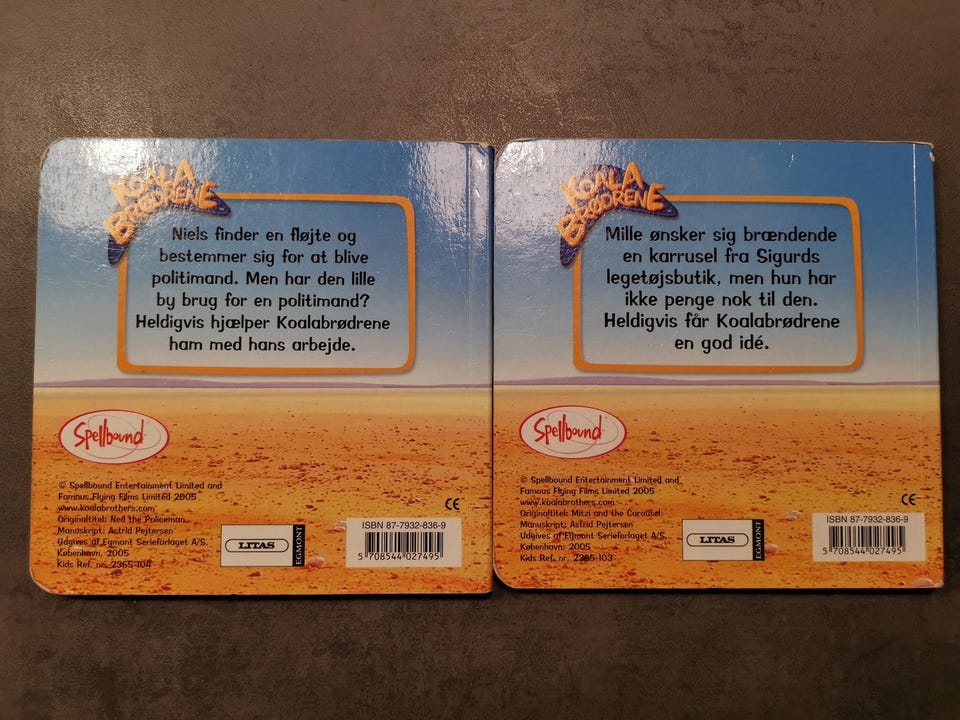 KOALA
BRØDRENE
Niels finder en fløjte og
bestemmer sig for at blive
politimand. Men har den lille
by brug for en politimand?
Heldigvis hjælper Koalabrødrene
ham med hans arbejde.
Spellbound
© Spellbound Entertainment Limited and
Famous Flying Films Limited 2005
www.koalabrothers.com
Originaltitel: Ned the Policeman
Manuskript: Astrid Pejtersen
Udgives af Egmont Serieforlaget A/S,
København, 2005
Kids Ref. nr. 2365-104
CE
LITAS
EGMONT
ISBN 87-7932-836-9
5 708544 027495
KOALA
BRØDRENE
Mille ønsker sig brændende
en karrusel fra Sigurds
legetøjsbutik, men hun har
ikke penge nok til den.
Heldigvis får Koalabrødrene
en god idé.
Spellbound
© Spellbound Entertainment Limited and
Famous Flying Films Limited 2005
www.koalabrothers.com
Originaltitel: Mitzi and the Carousel
Manuskript: Astrid Pejtersen
Udgives af Egmont Serieforlaget A/S,
København, 2005
Kids Ref. nr. 2365-103
CE
LITAS
EGMONT
ISBN 87-7932-836-9
5 708544 027495